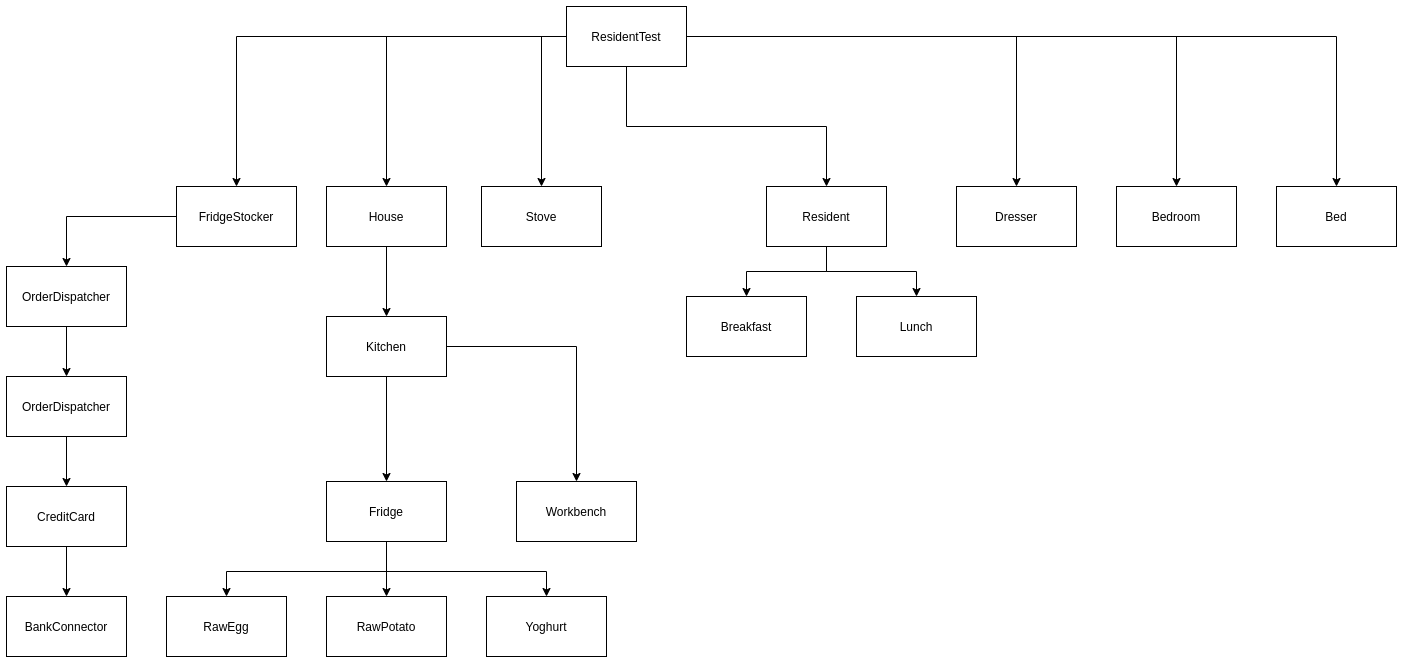 ResidentTest
FridgeStocker
House
Stove
Resident
Dresser
Bedroom
Bed
OrderDispatcher
Kitchen
Breakfast
Lunch
OrderDispatcher
CreditCard
Fridge
Workbench
BankConnector
RawEgg
RawPotato
Yoghurt